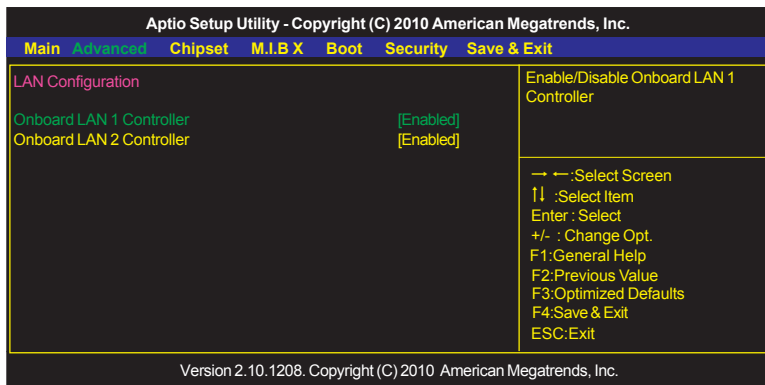 Aptio Setup Utility - Copyright (C) 2010 American Megatrends, Inc.
Main Advanced Chipset M.I.B X Boot Security Save & Exit
LAN Configuration
Onboard LAN 1 Controller [Enabled]
Onboard LAN 2 Controller [Enabled]
Enable/Disable Onboard LAN 1
Controller
→ ←:Select Screen
↑↓ :Select Item
Enter : Select
+/- : Change Opt.
F1:General Help
F2:Previous Value
F3:Optimized Defaults
F4:Save & Exit
ESC:Exit
Version 2.10.1208. Copyright (C) 2010 American Megatrends, Inc.